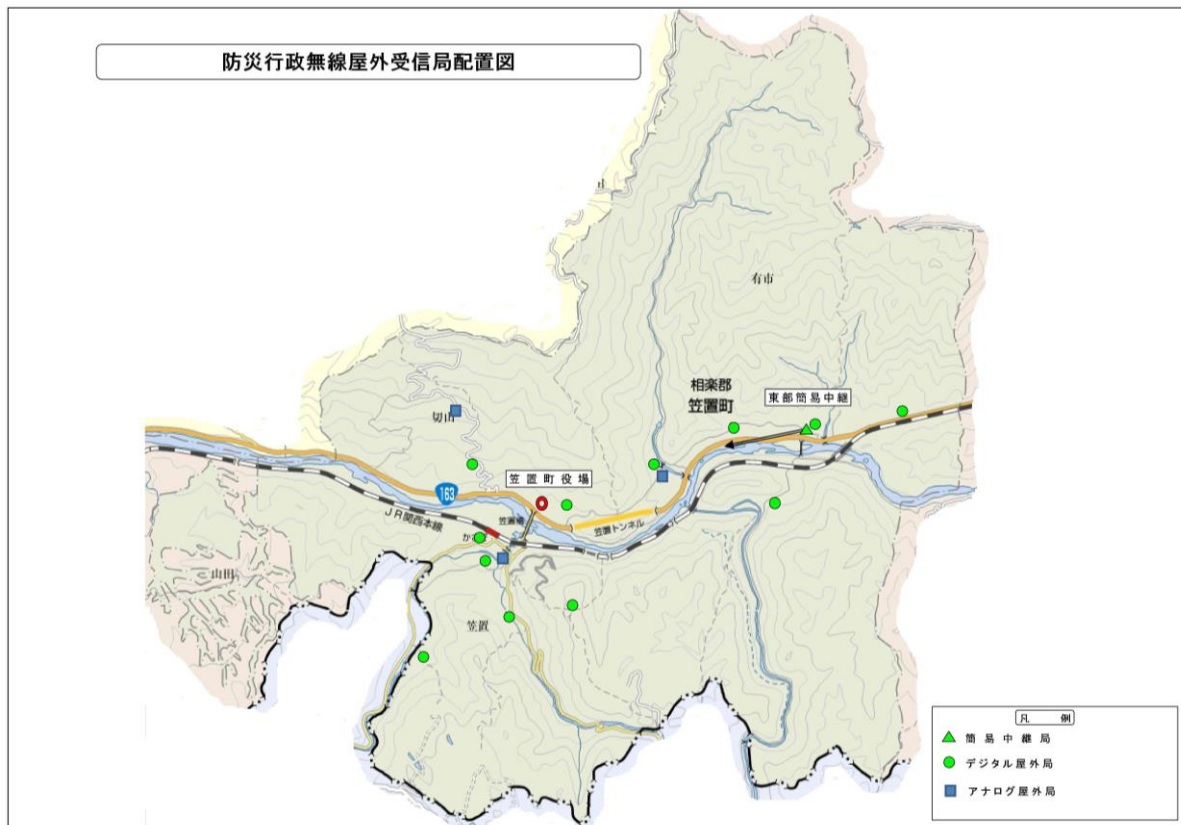 防災行政無線屋外受信局配置図
有市
相楽郡
笠置町
東部簡易中継
切山
笠置町役場
163
JR関西本線
笠置トンネル
山田
笠置
凡 例
簡易中継局
デジタル屋外局
アナログ屋外局